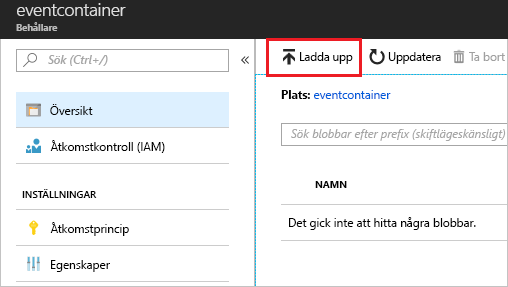 eventcontainer
Behållare
Sök (Ctrl+/)
Översikt
Åtkomstkontroll (IAM)
INSTÄLLNINGAR
Åtkomstprincip
Egenskaper
Ladda upp
Uppdatera
Ta bort
Plats: eventcontainer
Sök blobbar efter prefix (skiftlägeskänsligt)
NAMN
Det gick inte att hitta några blobbar.